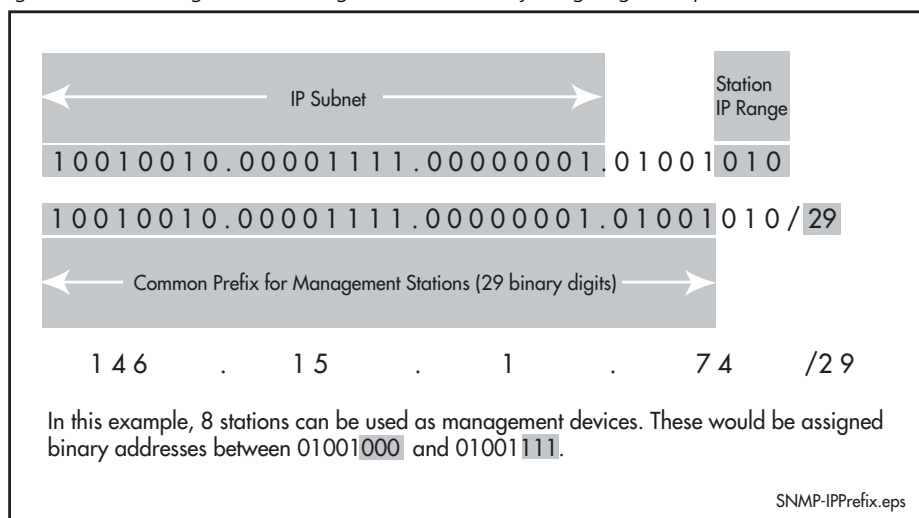 IP Subnet
Station
IP Range
10010010.00001111.00000001.01001010
10010010.00001111.00000001.01001010/29
Common Prefix for Management Stations (29 binary digits)
146 . 15 . 1 . 74 /29
In this example, 8 stations can be used as management devices. These would be assigned
binary addresses between 01001000 and 01001111.
SNMP-IPPrefix.eps